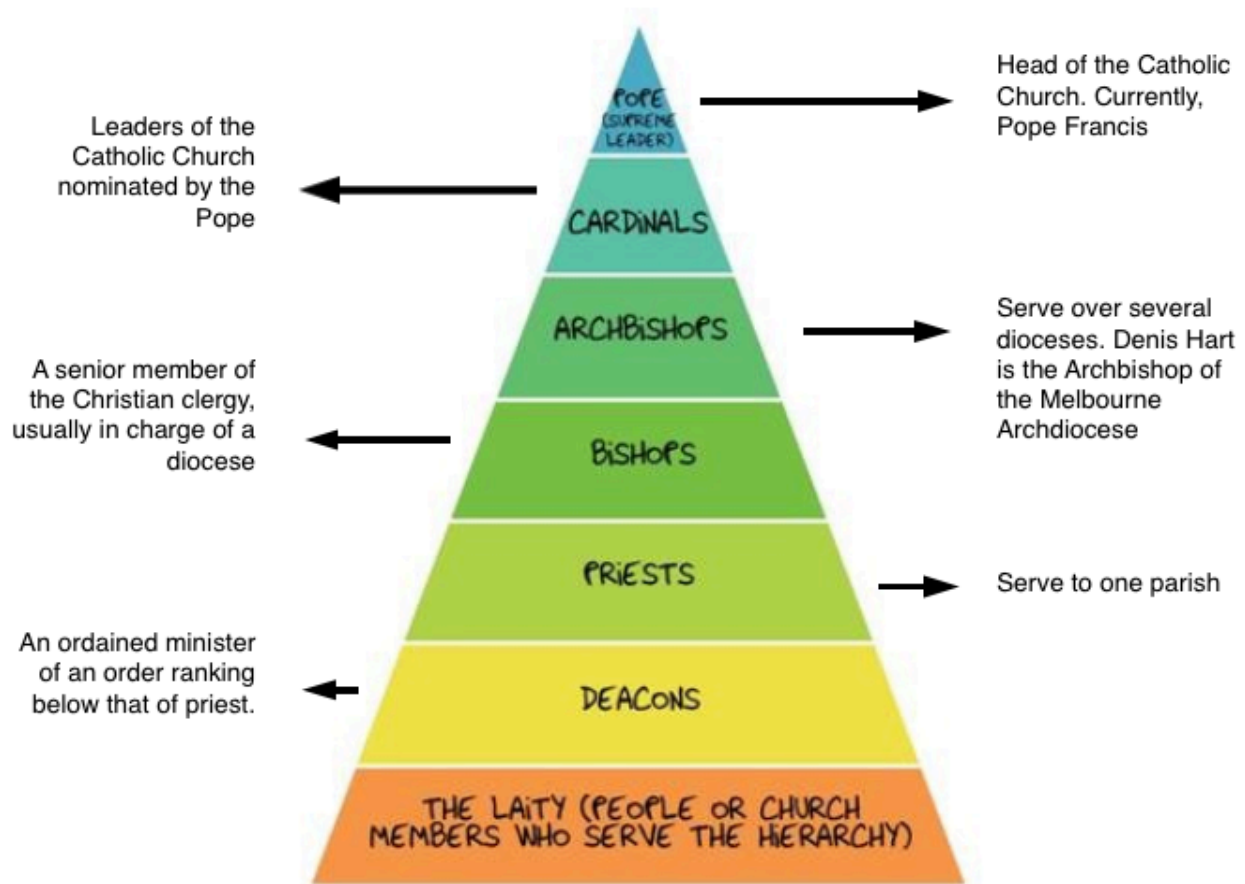 POPE
(SUPREME
LEADER)
Head of the Catholic
Church. Currently,
Pope Francis
Leaders of the
Catholic Church
nominated by the
Pope
CARDiNALS
ARCHBiSHOPS
Serve over several
dioceses. Denis Hart
is the Archbishop of
the Melbourne
Archdiocese
A senior member of
the Christian clergy,
usually in charge of a
diocese
BiSHOPS
PRiESTS
Serve to one parish
An ordained minister
of an order ranking
below that of priest.
DEACONS
THE LAiTY (PEOPLE OR CHURCH
MEMBERS WHO SERVE THE HiERARCHY)